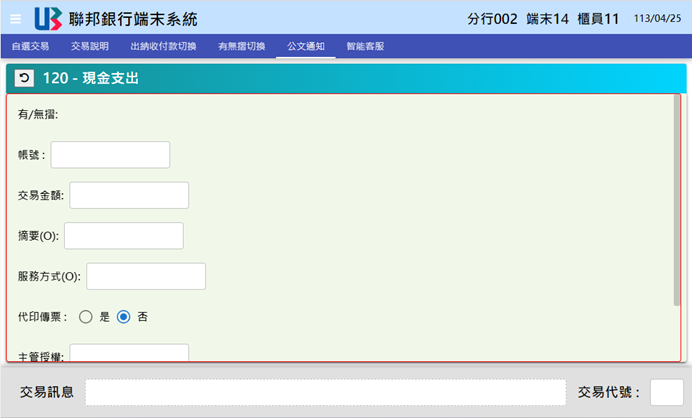 UB 聯邦銀行端末系統 分行002 端末14 櫃員11 113/04/25
自選交易 交易說明 出納收付款切換 有無摺切換 公文通知 智能客服
120 - 現金支出
有/無摺:
帳號 :
交易金額:
摘要(O):
服務方式(O):
代印傳票 : 是 否
主管授權:
交易訊息 交易代號 :